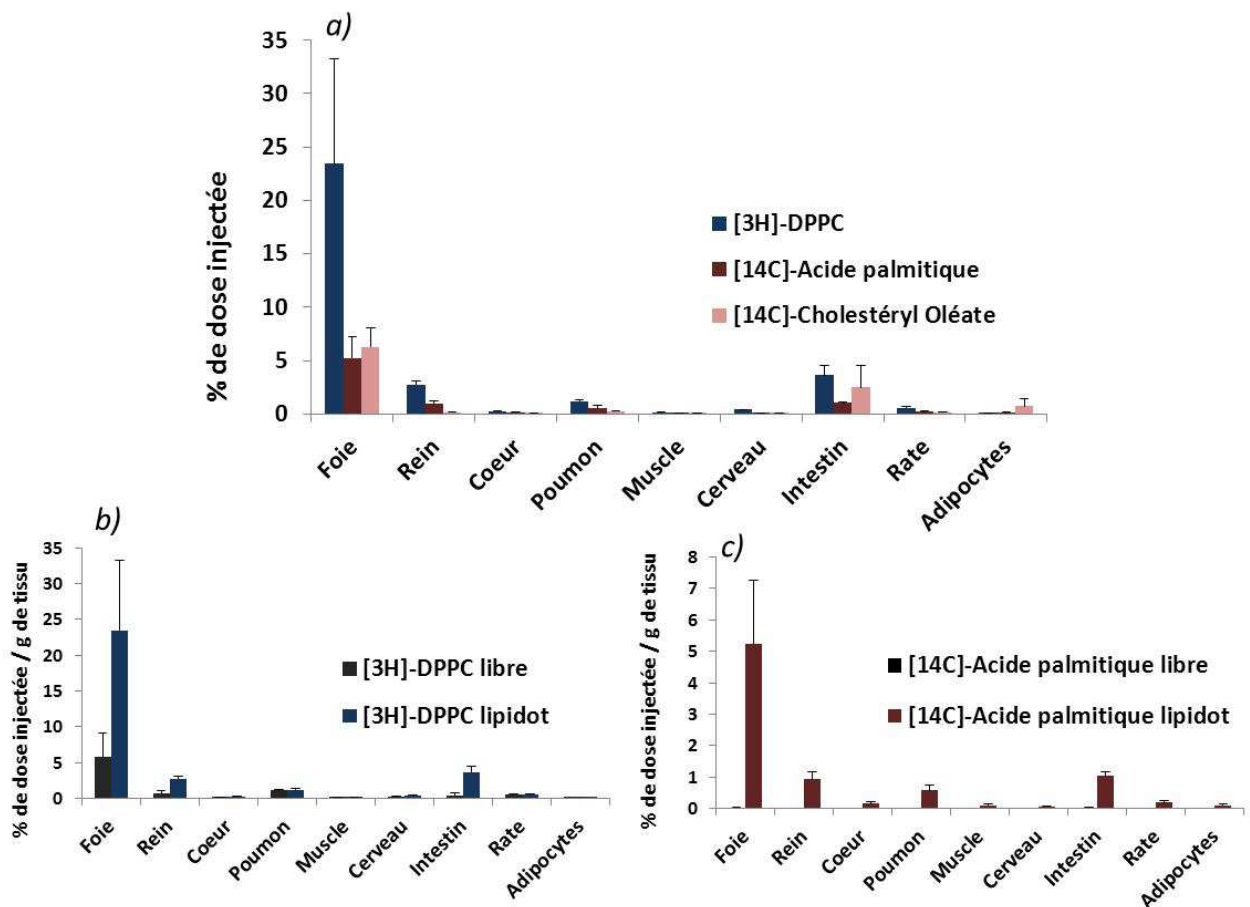 a)
% de dose injectée
35
30
25
20
15
10
5
0
[3H]-DPPC
[14C]-Acide palmitique
[14C]-Cholestéryl Oléate
Foie
Rein
Coeur
Poumon
Muscle
Cerveau
Intestin
Rate
Adipocytes
b)
% de dose injectée / g de tissu
35
30
25
20
15
10
5
0
[3H]-DPPC libre
[3H]-DPPC lipidot
Foie
Rein
Coeur
Poumon
Muscle
Cerveau
Intestin
Rate
Adipocytes
c)
% de dose injectée / g de tissu
8
7
6
5
4
3
2
1
0
[14C]-Acide palmitique libre
[14C]-Acide palmitique lipidot
Foie
Rein
Coeur
Poumon
Muscle
Cerveau
Intestin
Rate
Adipocytes